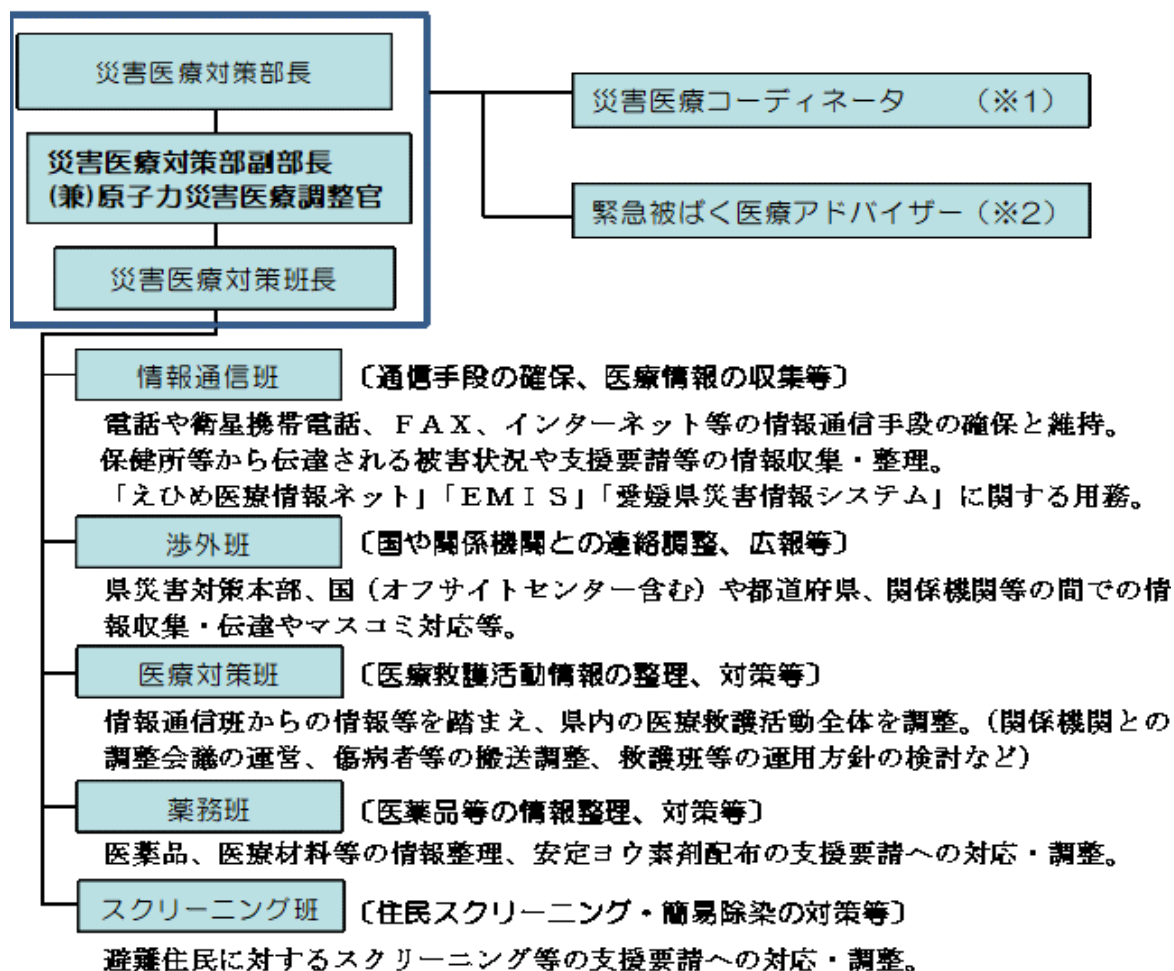 災害医療対策部長
災害医療コーディネータ (※1)
災害医療対策部副部長
(兼)原子力災害医療調整官
緊急被ばく医療アドバイザー(※2)
災害医療対策班長
情報通信班 〔通信手段の確保、医療情報の収集等〕
電話や衛星携帯電話、FAX、インターネット等の情報通信手段の確保と維持。
保健所等から伝達される被害状況や支援要請等の情報収集・整理。
「えひめ医療情報ネット」「EMIS」「愛媛県災害情報システム」に関する用務。
渉外班 〔国や関係機関との連絡調整、広報等〕
県災害対策本部、国(オフサイトセンター含む)や都道府県、関係機関等の間での情
報収集・伝達やマスコミ対応等。
医療対策班 〔医療救護活動情報の整理、対策等〕
情報通信班からの情報等を踏まえ、県内の医療救護活動全体を調整。(関係機関との
調整会議の運営、傷病者等の搬送調整、救護班等の運用方針の検討など)
薬務班 〔医薬品等の情報整理、対策等〕
医薬品、医療材料等の情報整理、安定ヨウ素剤配布の支援要請への対応・調整。
スクリーニング班 〔住民スクリーニング・簡易除染の対策等〕
避難住民に対するスクリーニング等の支援要請への対応・調整。